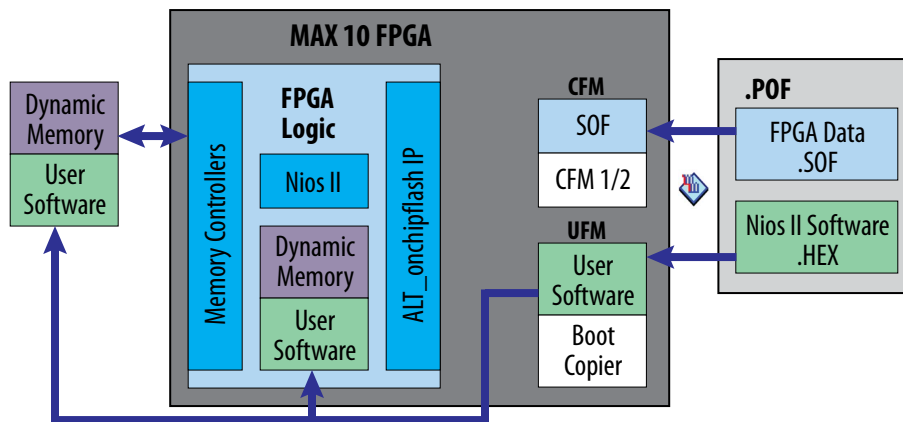 MAX 10 FPGA
Dynamic
Memory
User
Software
Memory Controllers
FPGA
Logic
Nios II
Dynamic
Memory
User
Software
ALT_onchipflash IP
CFM
SOF
CFM 1/2
UFM
User
Software
Boot
Copier
.POF
FPGA Data
.SOF
Nios II Software
.HEX